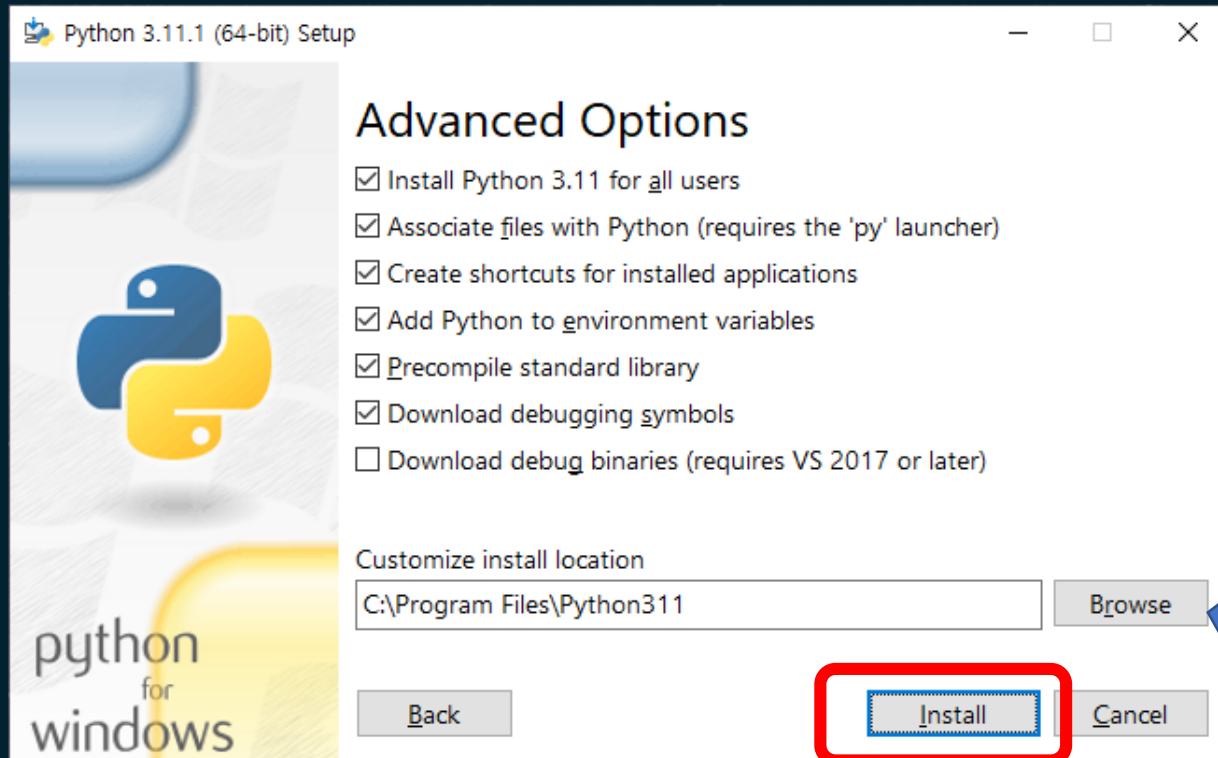 Python 3.11.1 (64-bit) Setup
Advanced Options
Install Python 3.11 for all users
Associate files with Python (requires the 'py' launcher)
Create shortcuts for installed applications
Add Python to environment variables
Precompile standard library
Download debugging symbols
Download debug binaries (requires VS 2017 or later)
Customize install location
C:\Program Files\Python311
Browse
python
for
windows
Back
Install
Cancel